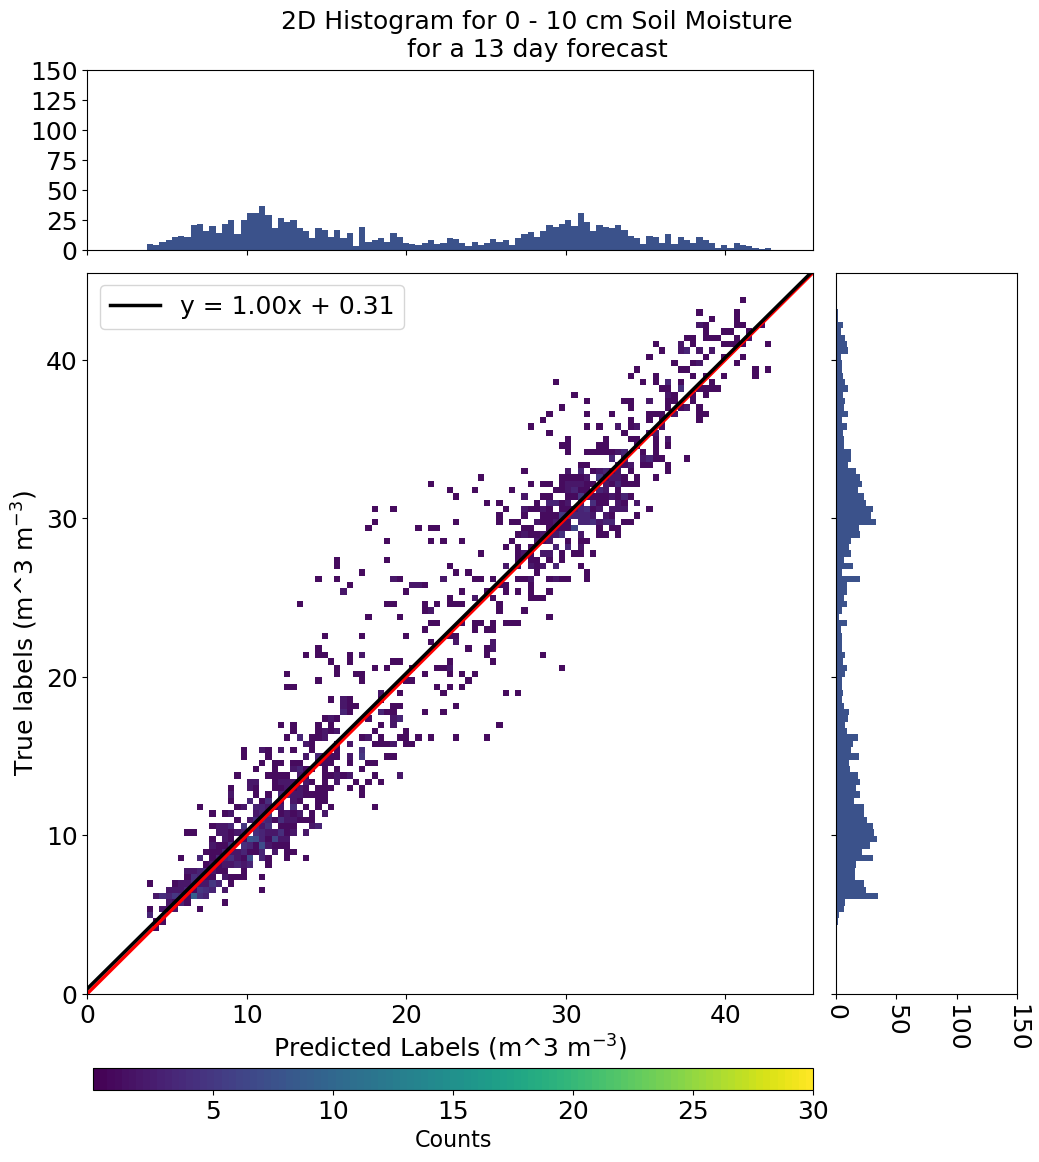 2D Histogram for 0 - 10 cm Soil Moisture
for a 13 day forecast
150
125
100
75
50
25
0
y = 1.00x + 0.31
40
30
20
10
0
True labels (m^3 m⁻³)
0 10 20 30 40
Predicted Labels (m^3 m⁻³)
0 50 100 150
5 10 15 20 25 30
Counts